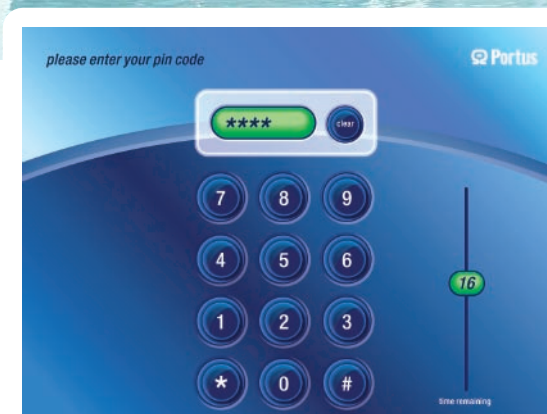 please enter your pin code
Portus
****
clear
7 8 9
4 5 6
16
1 2 3
* 0 #
time remaining